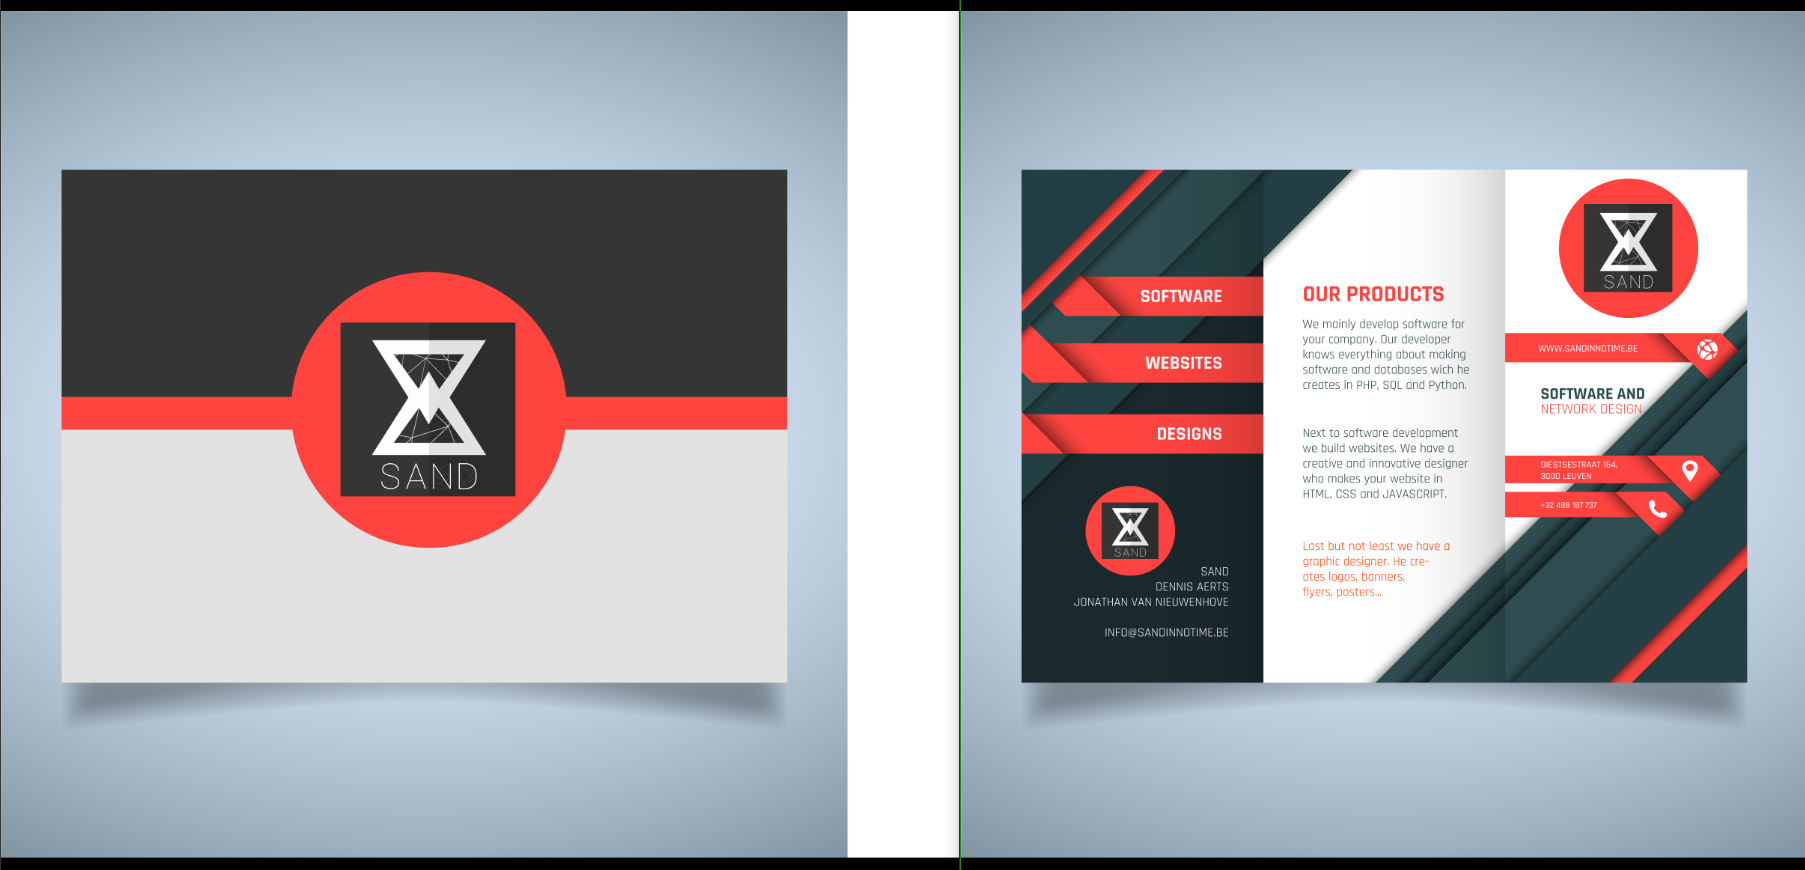 SAND
SOFTWARE
WEBSITES
DESIGNS
SAND
SAND
DENNIS AERTS
JONATHAN VAN NIEUWENHOVE
INFO@SANDINNOTIME.BE
OUR PRODUCTS
We mainly develop software for
your company. Our developer
knows everything about making
software and databases wich he
creates in PHP, SQL and Python.
Next to software development
we build websites. We have a
creative and innovative designer
who makes your website in
HTML, CSS and JAVASCRIPT.
Last but not least we have a
graphic designer. He cre-
ates logos, banners,
flyers, posters...
SAND
WWW.SANDINNOTIME.BE
SOFTWARE AND
NETWORK DESIGN
DIESTSESTRAAT 164,
3000 LEUVEN
+32 488 187 737